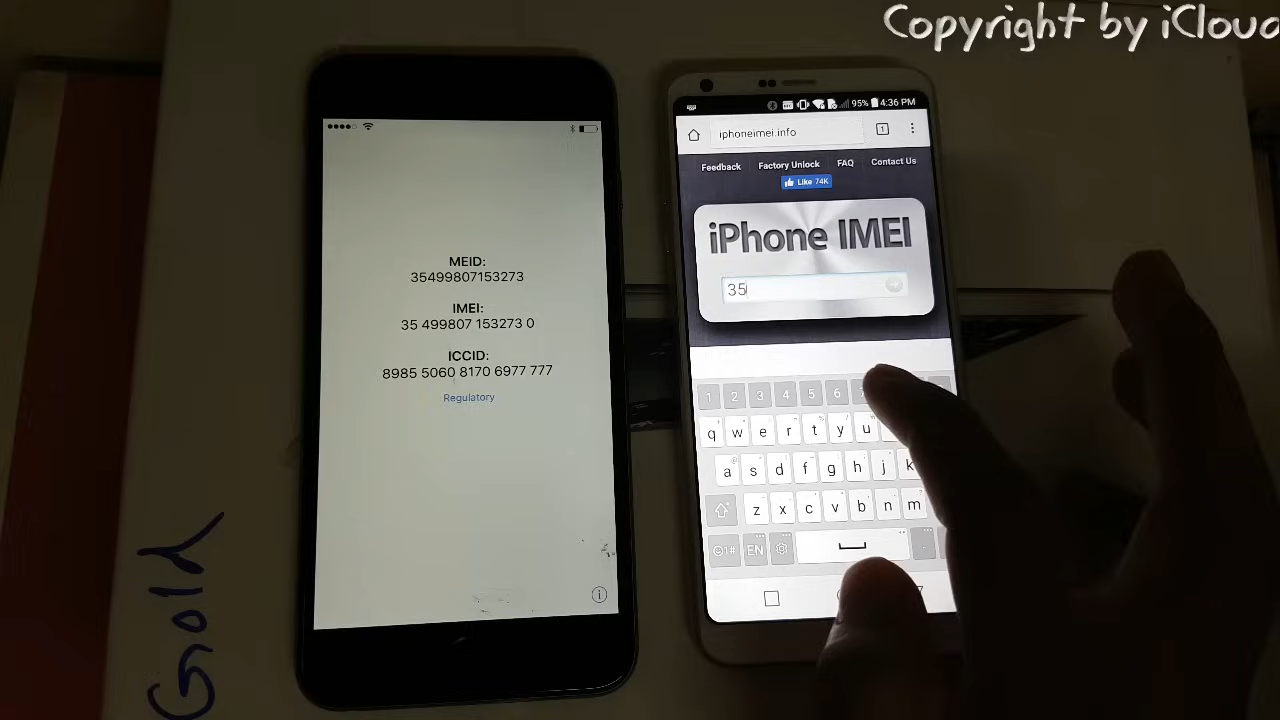 Copyright by iCloud
MEID:
35499807153273
IMEI:
35 499807 153273 0
ICCID:
8985 5060 8170 6977 777
Regulatory
95% 4:36 PM
iphoneimei.info
1
Feedback Factory Unlock FAQ Contact Us
Like 74K
iPhone IMEI
35
1 2 3 4 5 6 7
q w e r t y u
a s d f g h j k
z x c v b n m
EN
Gold